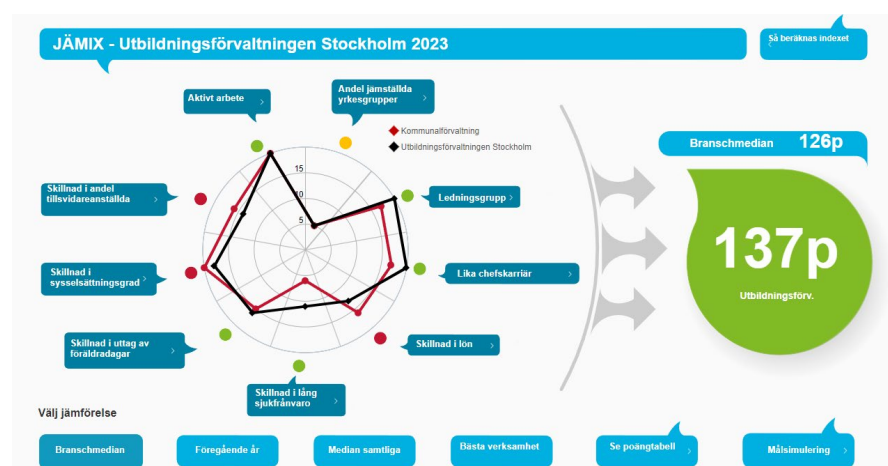 JÄMIX - Utbildningsförvaltningen Stockholm 2023
Så beräknas indexet
Aktivt arbete
Andel jämställda
yrkesgrupper
Kommunalförvaltning
Utbildningsförvaltningen Stockholm
Branschmedian 126p
15
10
5
Skillnad i andel
tillsvidareanställda
Ledningsgrupp
137p
Utbildningsförv.
Skillnad i
sysselsättningsgrad
Lika chefskarriär
Skillnad i uttag av
föräldradagar
Skillnad i lön
Skillnad i lång
sjukfrånvaro
Välj jämförelse
Branschmedian
Föregående år
Median samtliga
Bästa verksamhet
Se poängtabell
Målsimulering